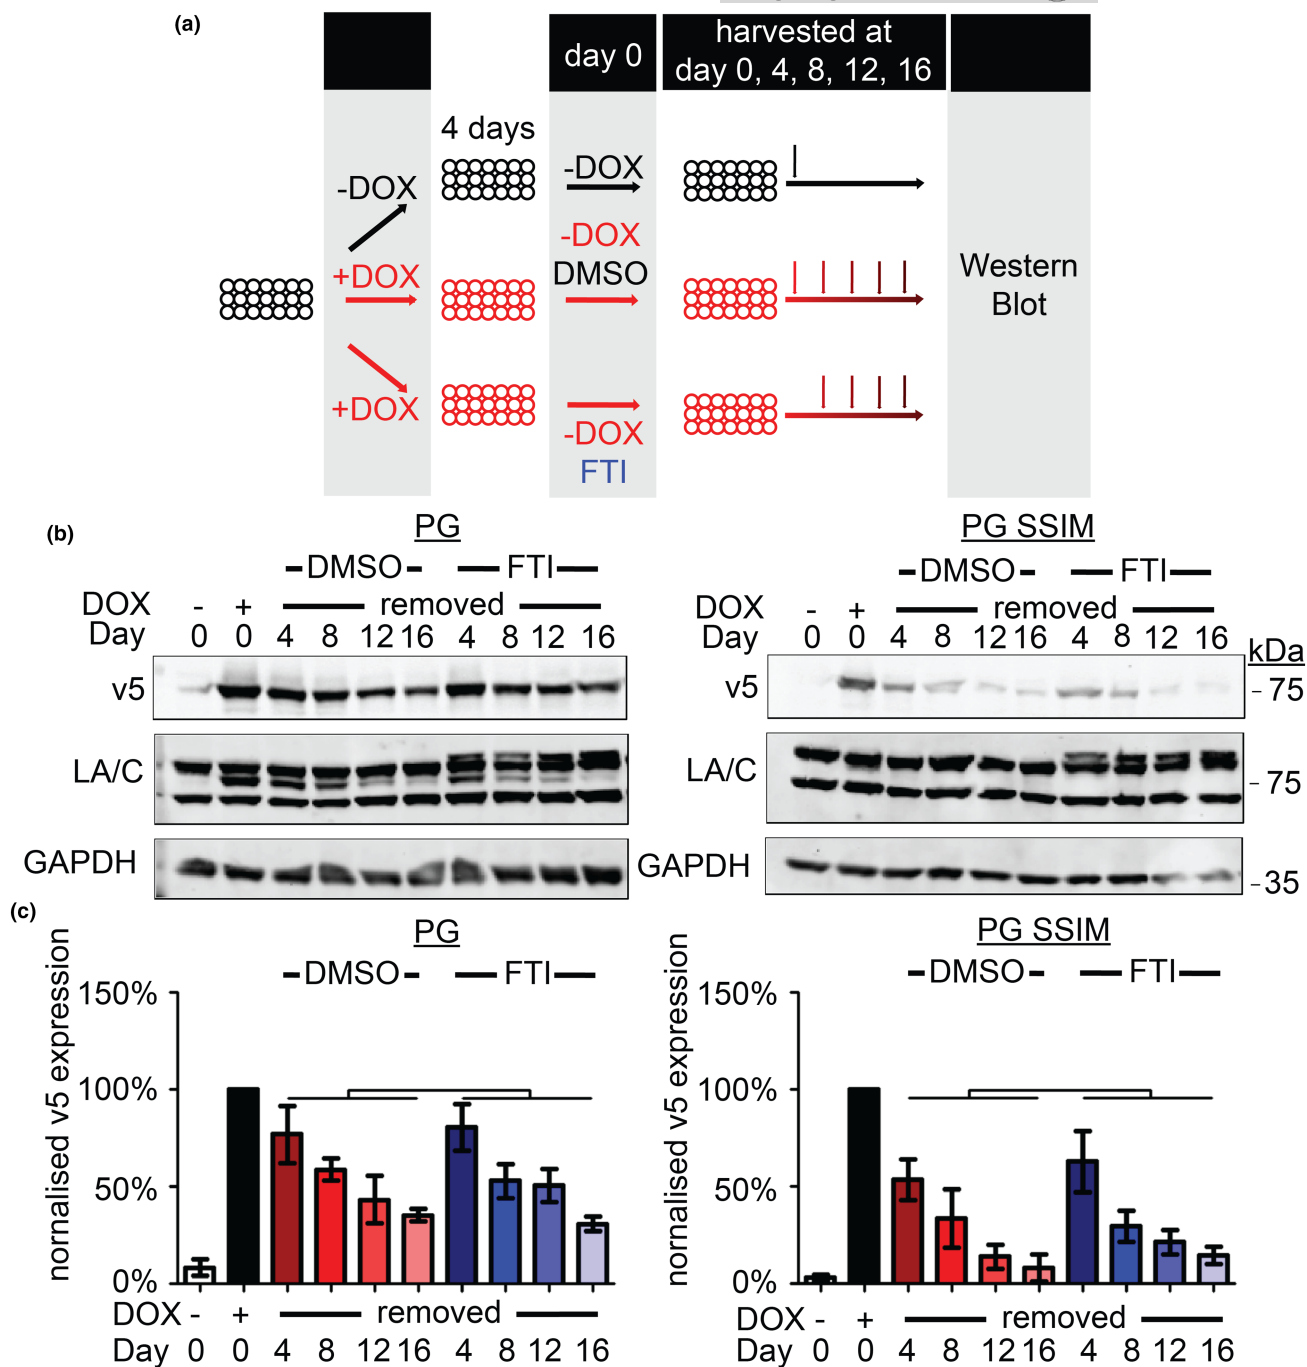 (a)
day 0
harvested at
day 0, 4, 8, 12, 16
4 days
-DOX
-DOX
-DOX
+DOX
DMSO
Western
Blot
+DOX
-DOX
FTI
(b)
PG
PG SSIM
DMSO FTI
DMSO FTI
DOX - + removed
DOX - + removed
Day 0 0 4 8 12 16 4 8 12 16
Day 0 0 4 8 12 16 4 8 12 16
kDa
v5
v5
- 75
LA/C
LA/C
- 75
GAPDH
GAPDH
- 35
(c)
PG
PG SSIM
DMSO FTI
DMSO FTI
normalised v5 expression
150%
100%
50%
0%
normalised v5 expression
150%
100%
50%
0%
DOX - + removed
DOX - + removed
Day 0 0 4 8 12 16 4 8 12 16
Day 0 0 4 8 12 16 4 8 12 16